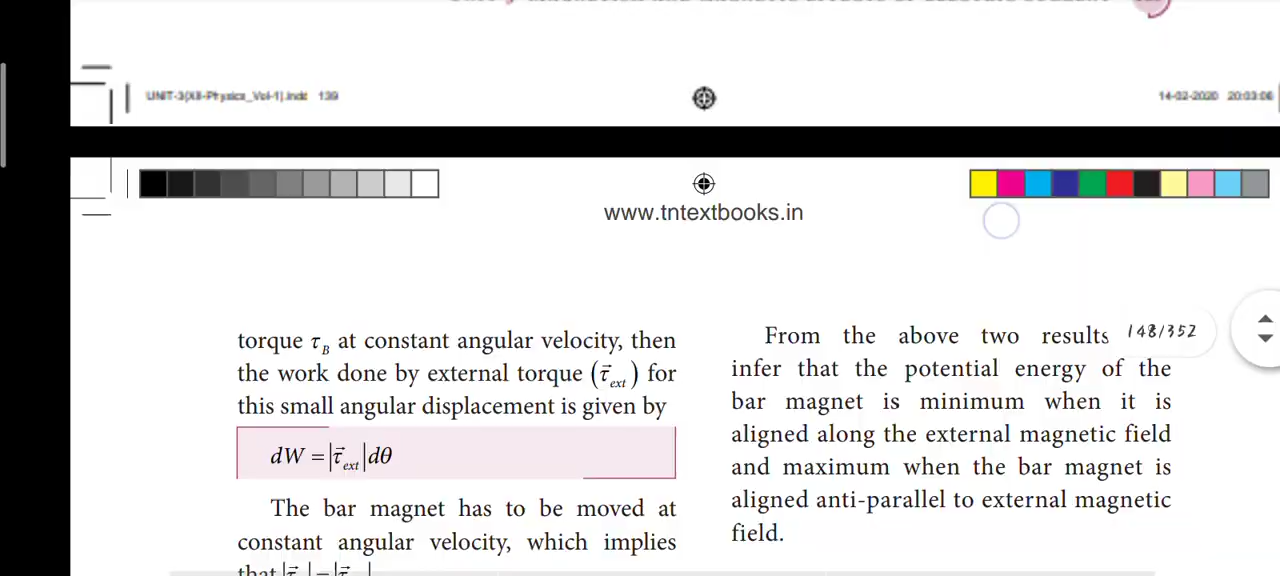 UNIT-3(XII-Physics_Vol-1).indd 139
14-02-2020 20:03:06
www.tntextbooks.in
torque τ_B at constant angular velocity, then
the work done by external torque (τ⃗_ext) for
this small angular displacement is given by
dW = |τ⃗_ext| dθ
The bar magnet has to be moved at
constant angular velocity, which implies
From the above two results
infer that the potential energy of the
bar magnet is minimum when it is
aligned along the external magnetic field
and maximum when the bar magnet is
aligned anti-parallel to external magnetic
field.
148/352